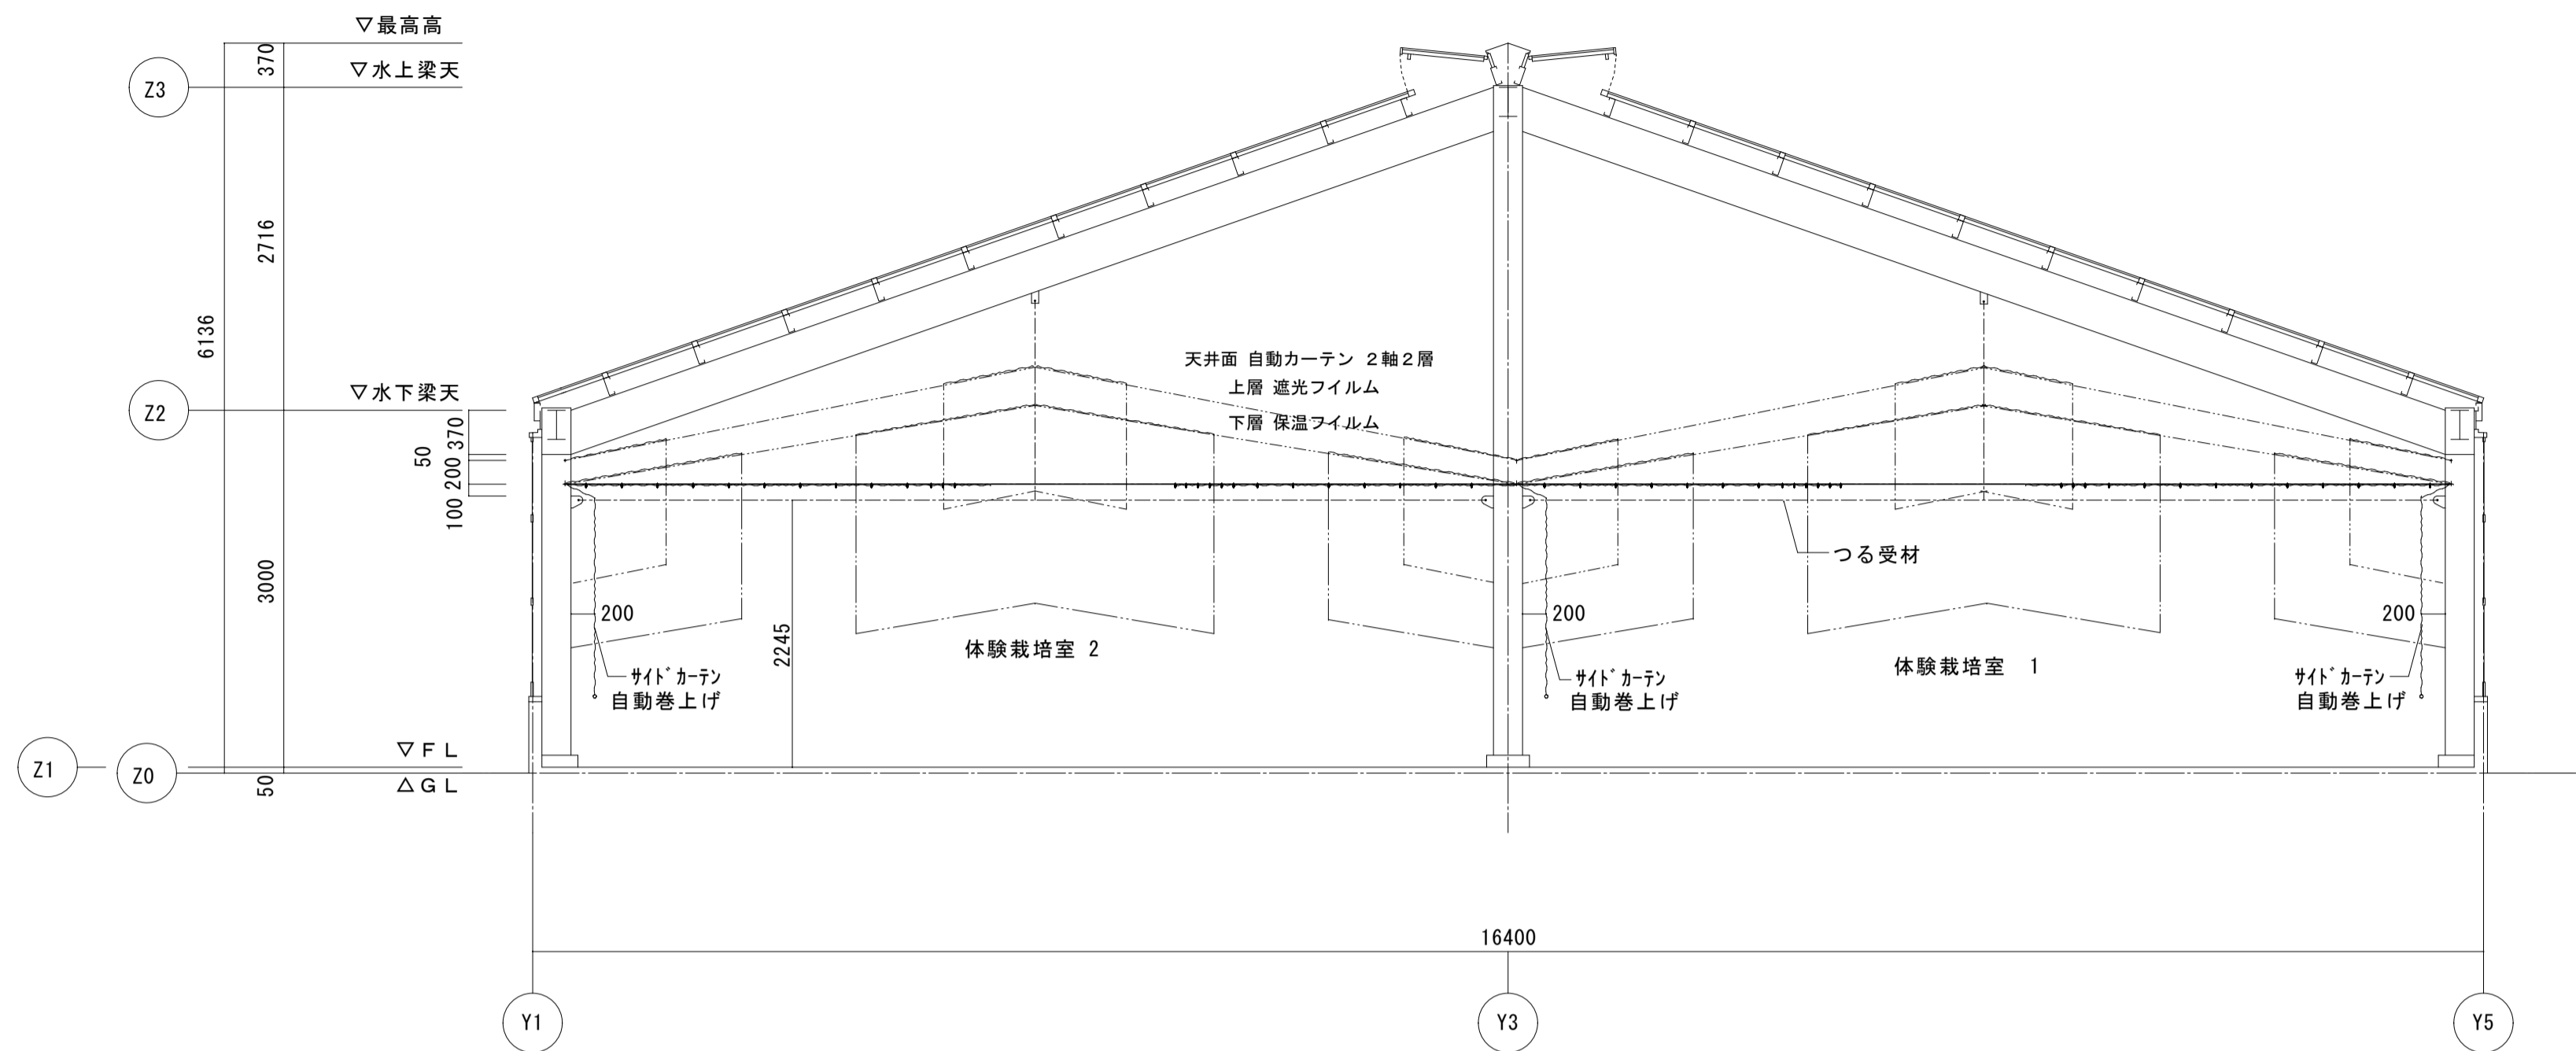 ▽最高高
370
▽水上梁天
Z3
2716
6136
天井面 自動カーテン 2軸2層
上層 遮光フイルム
下層 保温フイルム
▽水下梁天
Z2
370
50
200
100
つる受材
3000
200
200
200
2245
体験栽培室 2
体験栽培室 1
ｻｲﾄﾞｶｰﾃﾝ
自動巻上げ
ｻｲﾄﾞｶｰﾃﾝ
自動巻上げ
ｻｲﾄﾞｶｰﾃﾝ
自動巻上げ
▽FL
Z1
Z0
50
△GL
16400
Y1
Y3
Y5